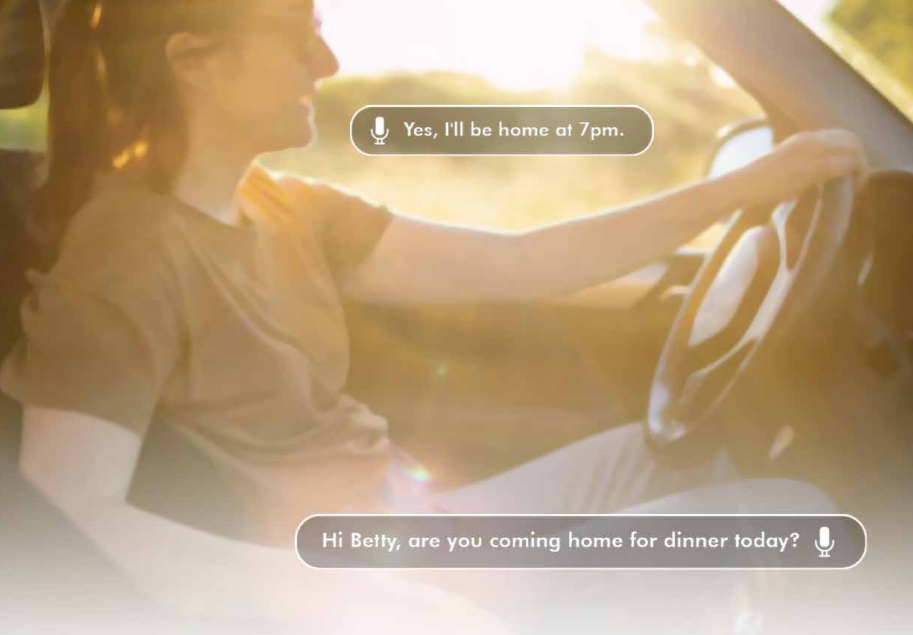 Yes, I'll be home at 7pm.
Hi Betty, are you coming home for dinner today?